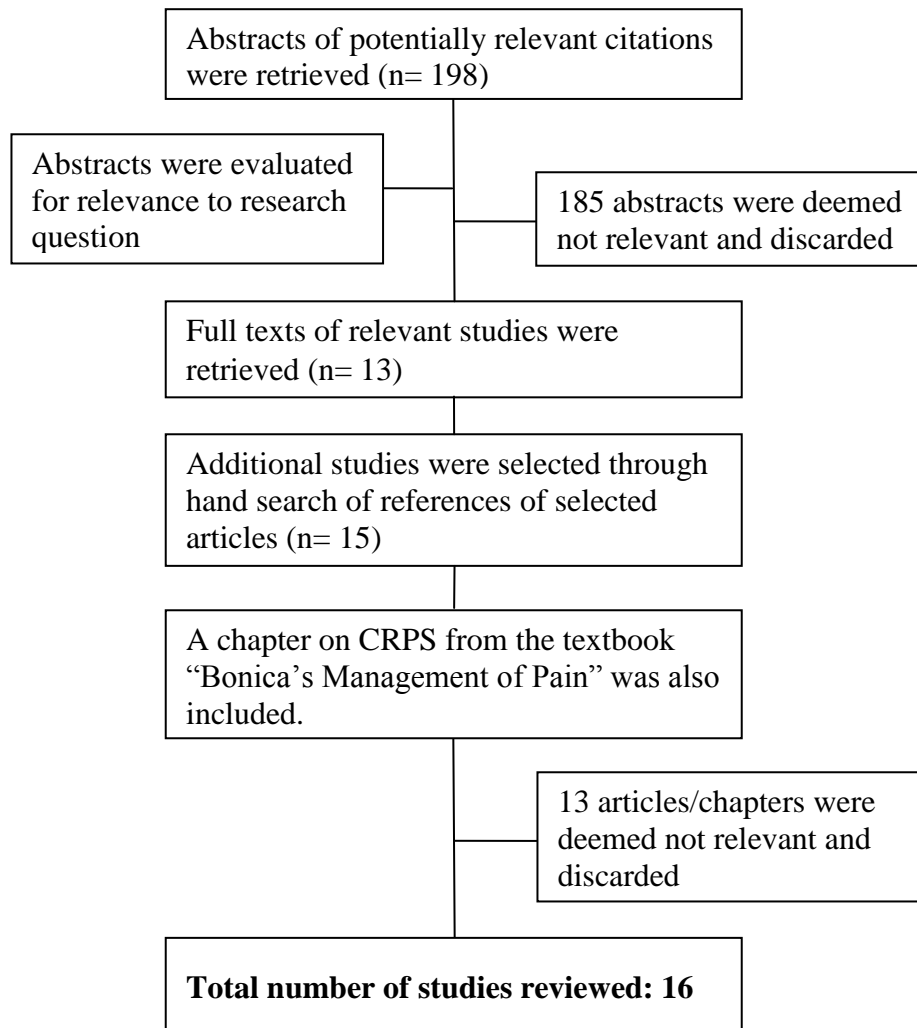 Abstracts of potentially relevant citations
were retrieved (n= 198)
Abstracts were evaluated
for relevance to research
question
185 abstracts were deemed
not relevant and discarded
Full texts of relevant studies were
retrieved (n= 13)
Additional studies were selected through
hand search of references of selected
articles (n= 15)
A chapter on CRPS from the textbook
“Bonica’s Management of Pain” was also
included.
13 articles/chapters were
deemed not relevant and
discarded
Total number of studies reviewed: 16